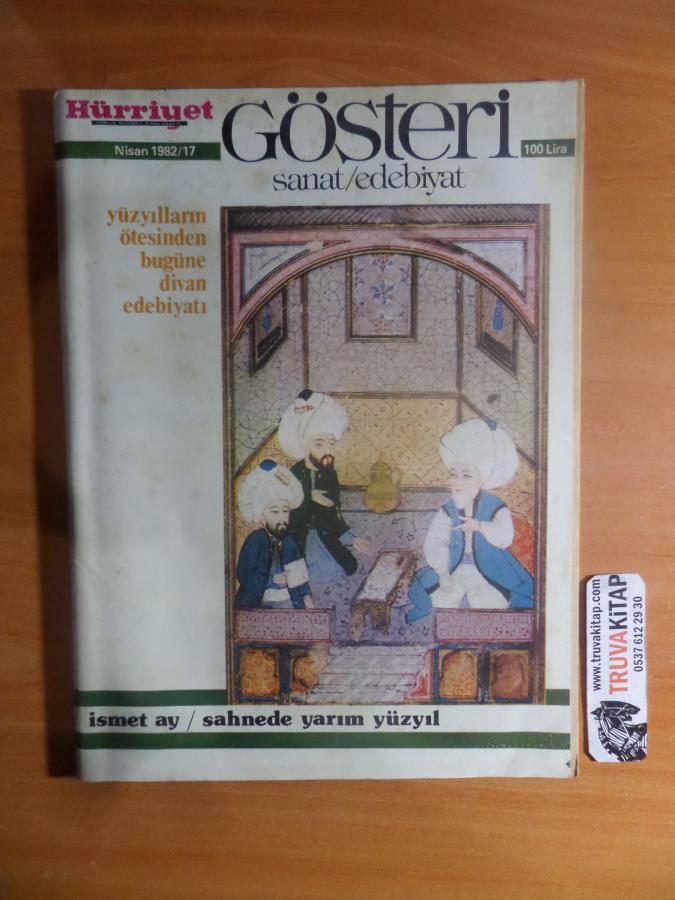 Hürriyet
GÖSTERİ
Nisan 1982/17
100 Lira
sanat/edebiyat
yüzyılların
ötesinden
bugüne
divan
edebiyatı
ismet ay / sahnede yarım yüzyıl
www.truvakitap.com
TRUVAKİTAP
0537 612 29 30